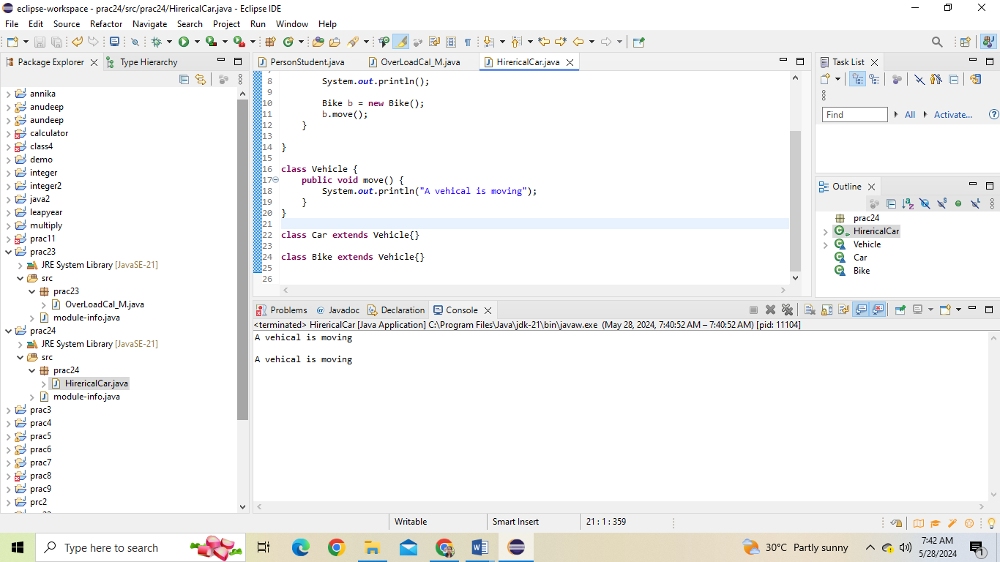 eclipse-workspace - prac24/src/prac24/HirericalCar.java - Eclipse IDE
File Edit Source Refactor Navigate Search Project Run Window Help
Package Explorer Type Hierarchy
annika
anudeep
aundeep
calculator
class4
demo
integer
integer2
java2
leapyear
multiply
prac11
prac23
JRE System Library [JavaSE-21]
src
prac23
OverLoadCal_M.java
module-info.java
prac24
JRE System Library [JavaSE-21]
src
prac24
HirericalCar.java
module-info.java
prac3
prac4
prac5
prac6
prac7
prac8
prac9
prc2
PersonStudent.java OverLoadCal_M.java HirericalCar.java
8 System.out.println();
9
10 Bike b = new Bike();
11 b.move();
12 }
13
14 }
15
16 class Vehicle {
17 public void move() {
18 System.out.println("A vehical is moving");
19 }
20 }
21
22 class Car extends Vehicle{}
23
24 class Bike extends Vehicle{}
25
26
Task List
Find All Activate...
Outline
prac24
HirericalCar
Vehicle
Car
Bike
Problems @ Javadoc Declaration Console
<terminated> HirericalCar [Java Application] C:\Program Files\Java\jdk-21\bin\javaw.exe (May 28, 2024, 7:40:52 AM – 7:40:52 AM) [pid: 11104]
A vehical is moving
A vehical is moving
Writable Smart Insert 21 : 1 : 359
Type here to search
30°C Partly sunny
7:42 AM
5/28/2024
1